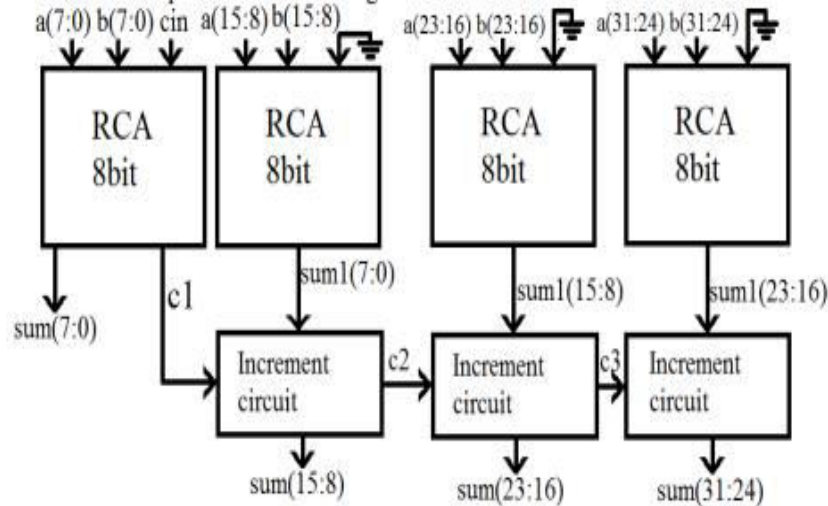 a(7:0) b(7:0) cin a(15:8) b(15:8) a(23:16) b(23:16) a(31:24) b(31:24)
RCA
8bit
RCA
8bit
RCA
8bit
RCA
8bit
sum(7:0)
c1
sum1(7:0)
sum1(15:8)
sum1(23:16)
Increment
circuit
c2
Increment
circuit
c3
Increment
circuit
sum(15:8)
sum(23:16)
sum(31:24)